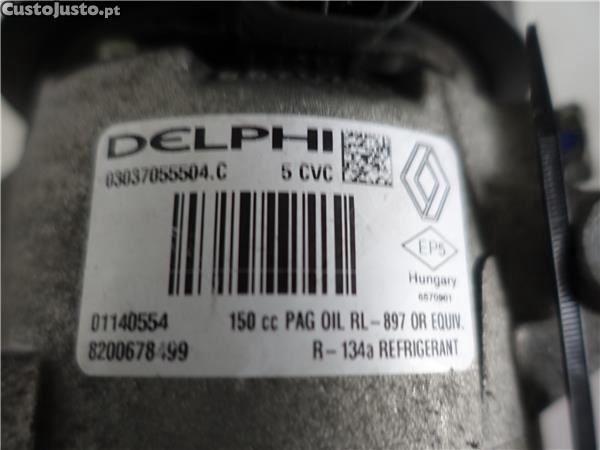 CustoJusto.pt
DELPHI
03037055504.C 5 CVC
EP5
Hungary
6570901
01140554 150 cc PAG OIL RL-897 OR EQUIV.
8200678499 R-134a REFRIGERANT